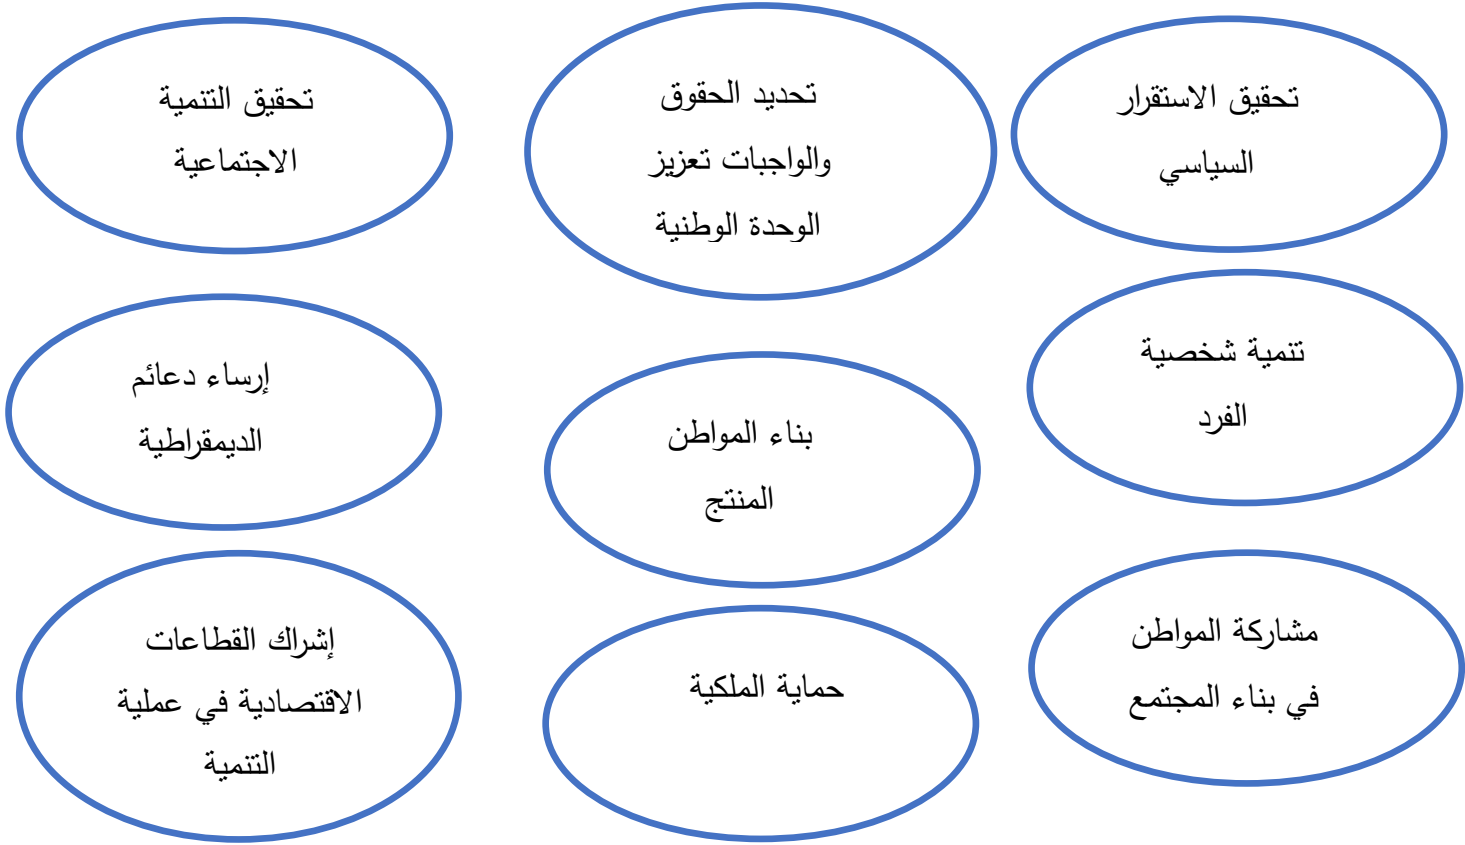 تحقيق الاستقرار
السياسي
تحديد الحقوق
والواجبات تعزيز
الوحدة الوطنية
تحقيق التنمية
الاجتماعية
تنمية شخصية
الفرد
بناء المواطن
المنتج
إرساء دعائم
الديمقراطية
مشاركة المواطن
في بناء المجتمع
حماية الملكية
إشراك القطاعات
الاقتصادية في عملية
التنمية